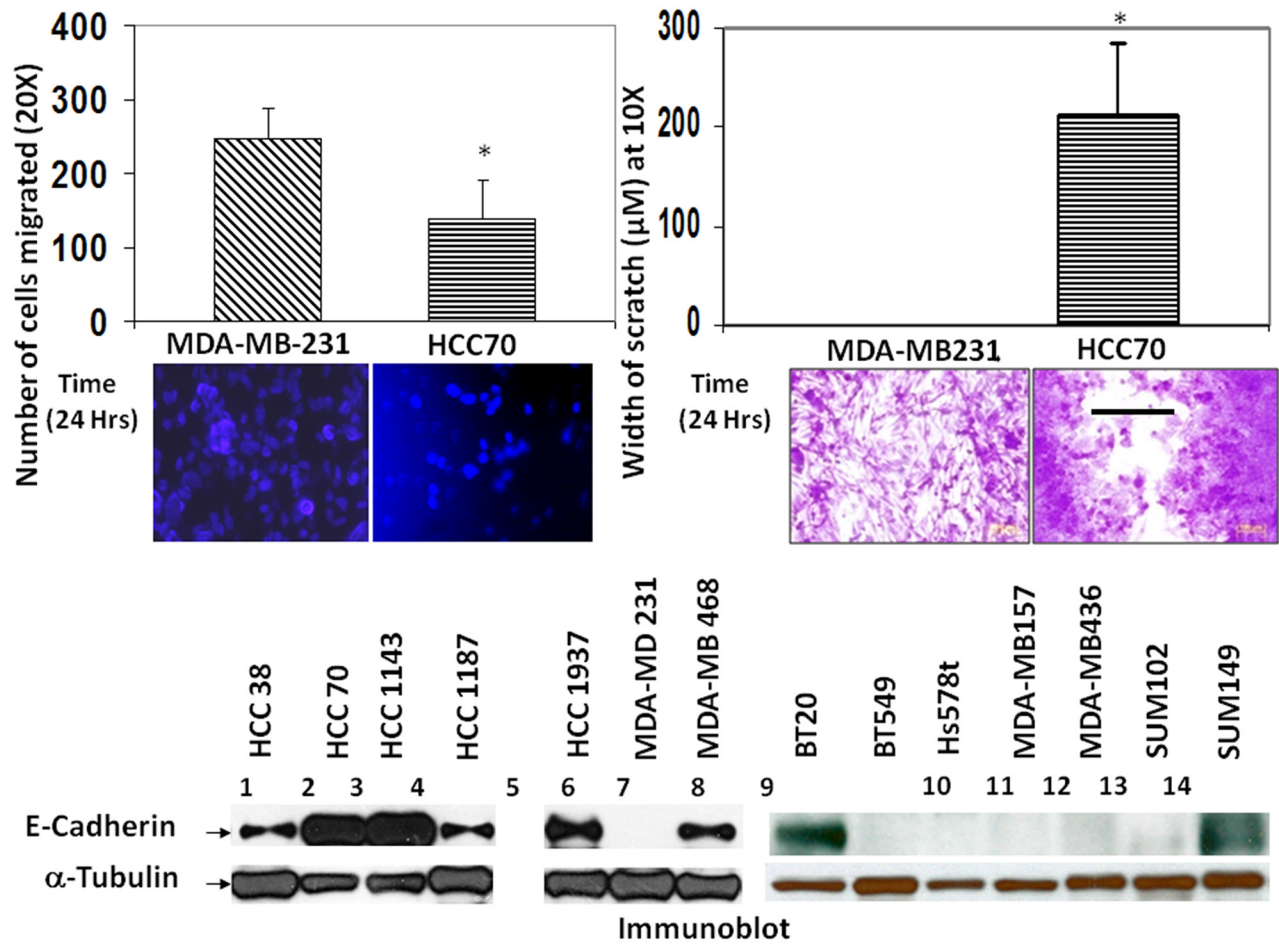 Number of cells migrated (20X)
400
300
200
100
0
*
MDA-MB-231
HCC70
Time
(24 Hrs)
Width of scratch (µM) at 10X
300
200
100
0
*
MDA-MB231
HCC70
Time
(24 Hrs)
HCC 38
HCC 70
HCC 1143
HCC 1187
HCC 1937
MDA-MD 231
MDA-MB 468
BT20
BT549
Hs578t
MDA-MB157
MDA-MB436
SUM102
SUM149
1 2 3 4 5 6 7 8 9 10 11 12 13 14
E-Cadherin
α-Tubulin
Immunoblot